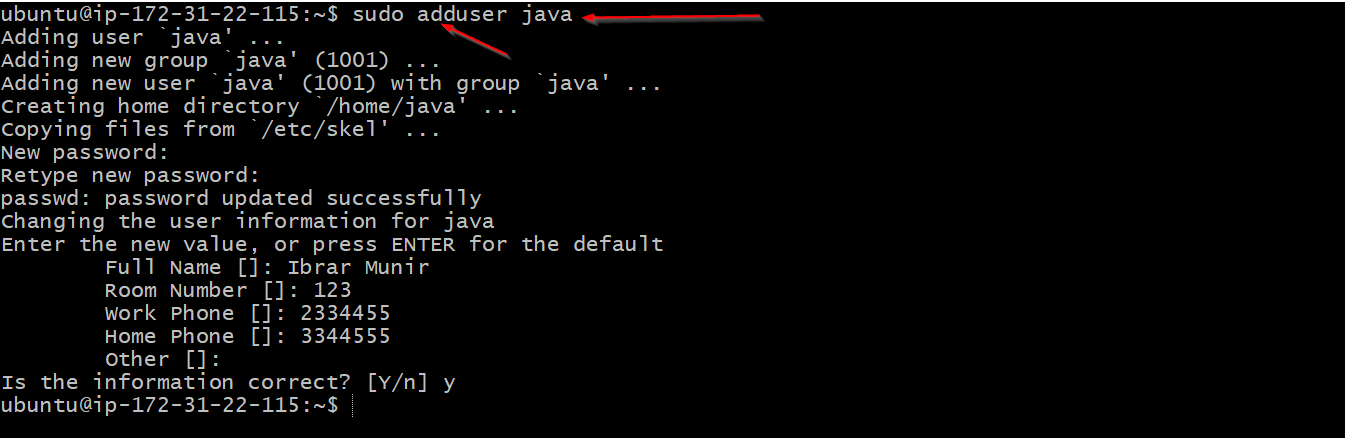 ubuntu@ip-172-31-22-115:~$ sudo adduser java
Adding user `java' ...
Adding new group `java' (1001) ...
Adding new user `java' (1001) with group `java' ...
Creating home directory `/home/java' ...
Copying files from `/etc/skel' ...
New password:
Retype new password:
passwd: password updated successfully
Changing the user information for java
Enter the new value, or press ENTER for the default
        Full Name []: Ibrar Munir
        Room Number []: 123
        Work Phone []: 2334455
        Home Phone []: 3344555
        Other []:
Is the information correct? [Y/n] y
ubuntu@ip-172-31-22-115:~$